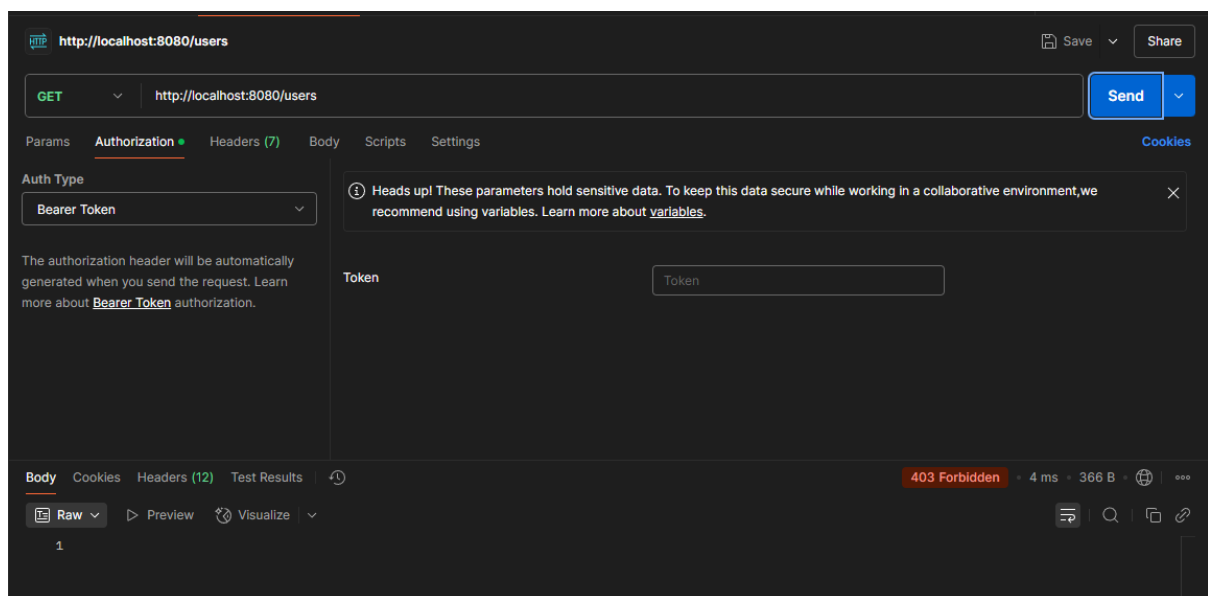 HTTP http://localhost:8080/users
Save
Share
GET http://localhost:8080/users
Send
Params Authorization Headers (7) Body Scripts Settings Cookies
Auth Type
Bearer Token
The authorization header will be automatically
generated when you send the request. Learn
more about Bearer Token authorization.
Heads up! These parameters hold sensitive data. To keep this data secure while working in a collaborative environment,we
recommend using variables. Learn more about variables.
Token
Token
Body Cookies Headers (12) Test Results
403 Forbidden 4 ms 366 B
Raw Preview Visualize
1